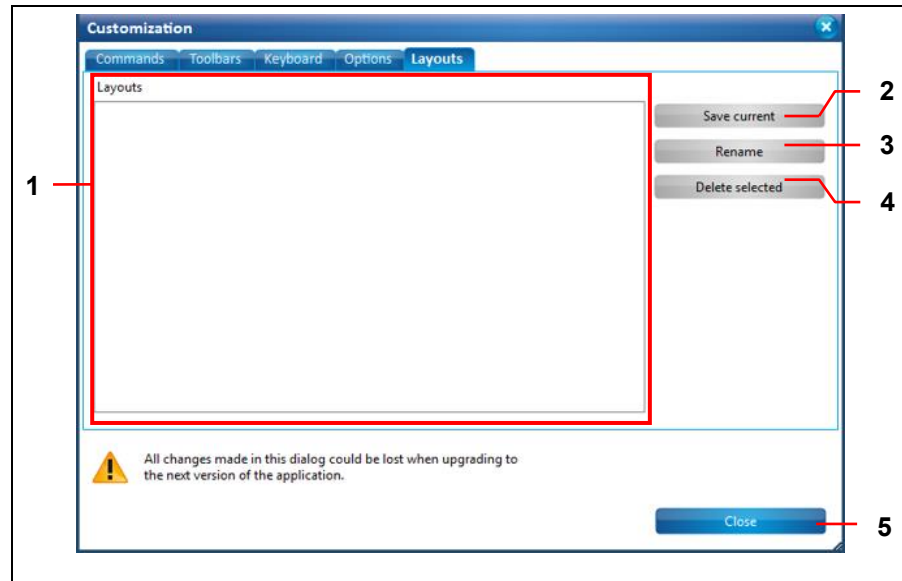 Customization
Commands Toolbars Keyboard Options Layouts
Layouts
1
Save current
2
Rename
3
Delete selected
4
All changes made in this dialog could be lost when upgrading to
the next version of the application.
Close
5